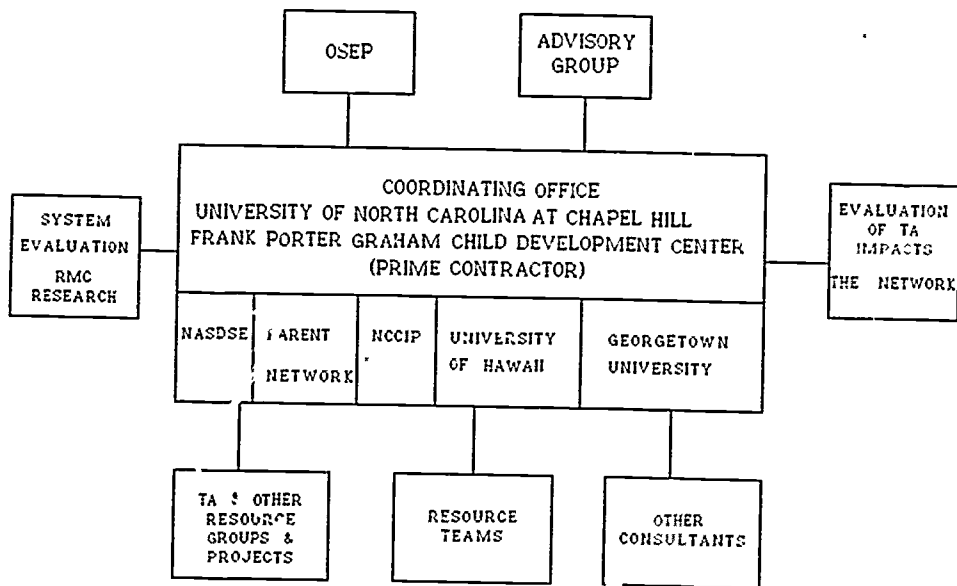 OSEP
ADVISORY
GROUP
COORDINATING OFFICE
UNIVERSITY OF NORTH CAROLINA AT CHAPEL HILL
FRANK PORTER GRAHAM CHILD DEVELOPMENT CENTER
(PRIME CONTRACTOR)
SYSTEM
EVALUATION
RMC
RESEARCH
EVALUATION
OF TA
IMPACTS
THE NETWORK
NASDSE
PARENT
NETWORK
NCCIP
UNIVERSITY
OF HAWAII
GEORGETOWN
UNIVERSITY
TA & OTHER
RESOURCE
GROUPS &
PROJECTS
RESOURCE
TEAMS
OTHER
CONSULTANTS